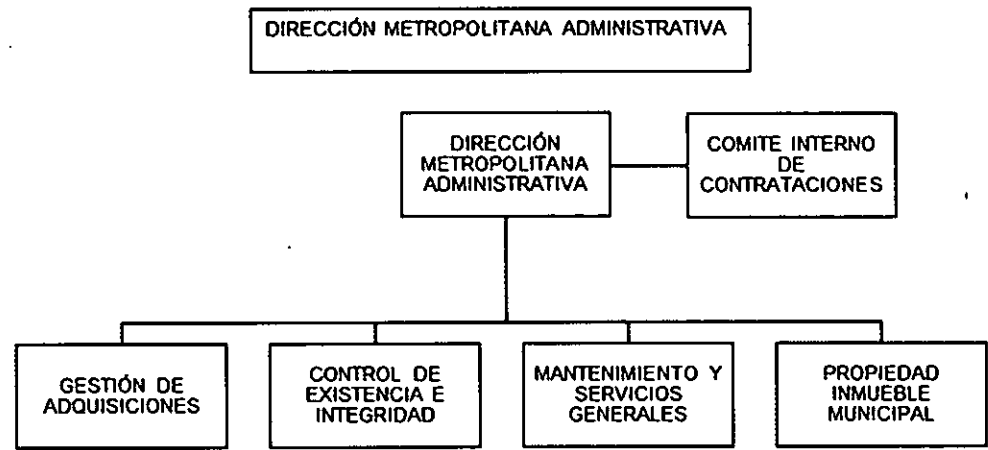 DIRECCIÓN METROPOLITANA ADMINISTRATIVA
DIRECCIÓN
METROPOLITANA
ADMINISTRATIVA
COMITE INTERNO
DE
CONTRATACIONES
GESTIÓN DE
ADQUISICIONES
CONTROL DE
EXISTENCIA E
INTEGRIDAD
MANTENIMIENTO Y
SERVICIOS
GENERALES
PROPIEDAD
INMUEBLE
MUNICIPAL